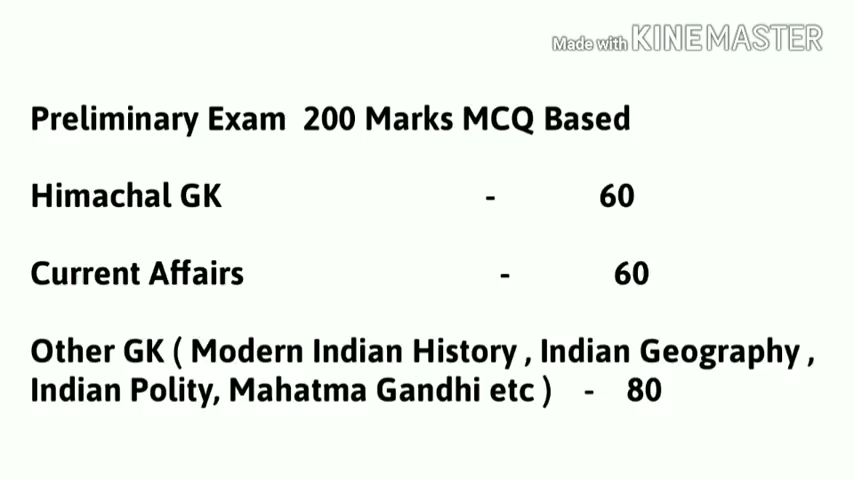 Made with KINEMASTER
Preliminary Exam 200 Marks MCQ Based
Himachal GK - 60
Current Affairs - 60
Other GK ( Modern Indian History , Indian Geography ,
Indian Polity, Mahatma Gandhi etc ) - 80